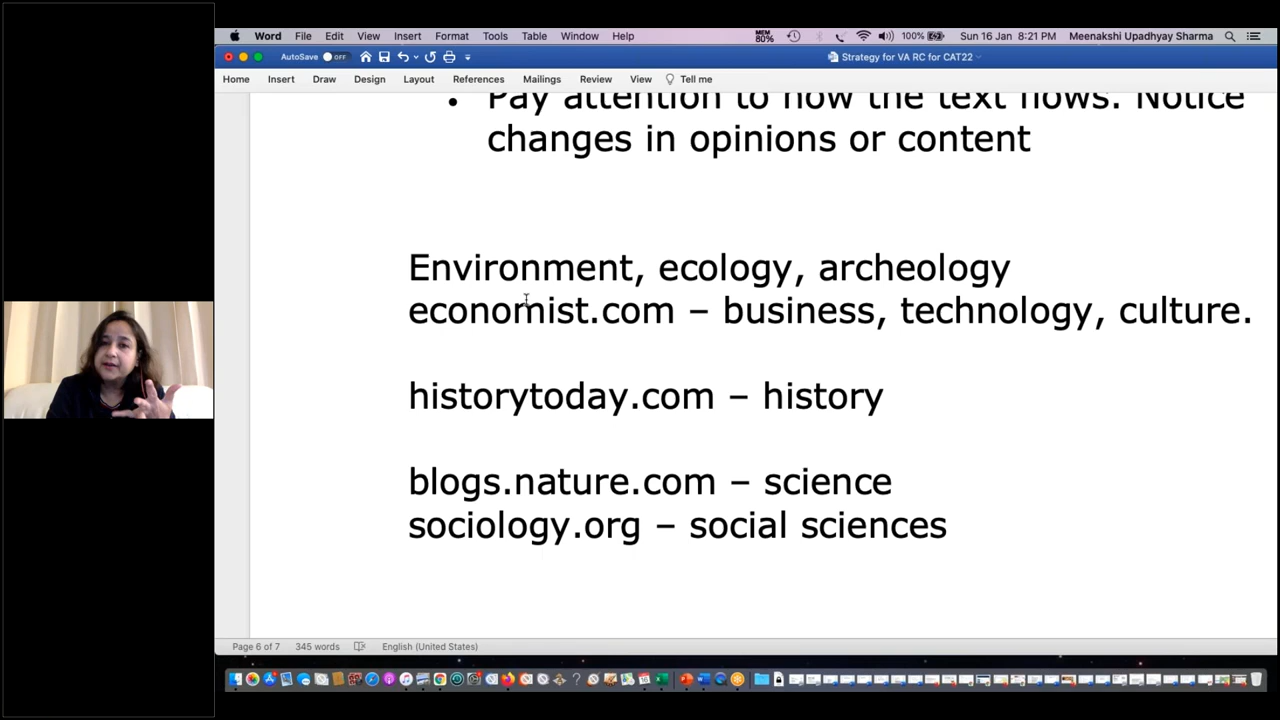 Word File Edit View Insert Format Tools Table Window Help MEM 80% 100% Sun 16 Jan 8:21 PM Meenakshi Upadhyay Sharma
AutoSave OFF Strategy for VA RC for CAT22
Home Insert Draw Design Layout References Mailings Review View Tell me
• Pay attention to how the text flows. Notice
changes in opinions or content
Environment, ecology, archeology
economist.com – business, technology, culture.
historytoday.com – history
blogs.nature.com – science
sociology.org – social sciences
Page 6 of 7 345 words English (United States)